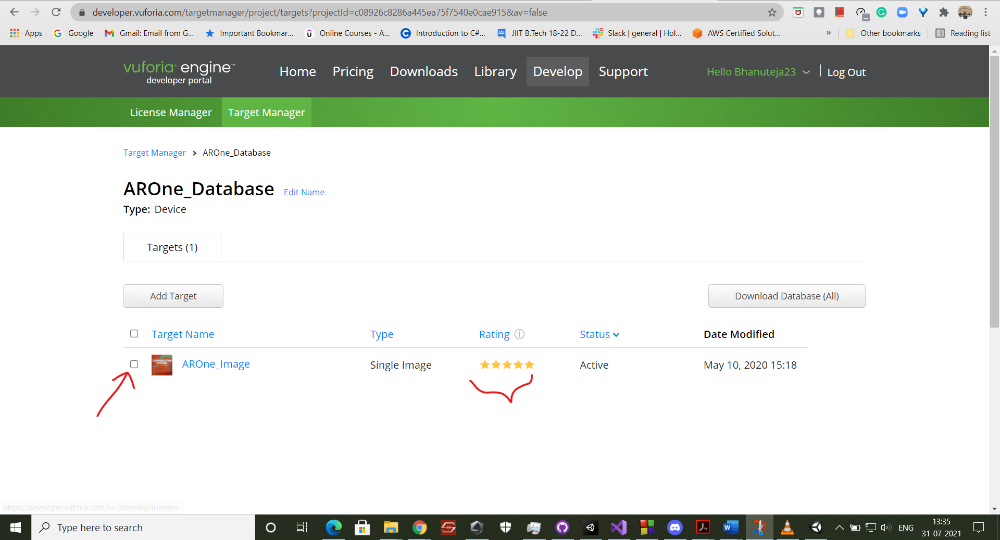 developer.vuforia.com/targetmanager/project/targets?projectId=c08926c8286a445ea75f7540e0cae915&av=false
Apps Google Gmail: Email from G... Important Bookmar... Online Courses - A... Introduction to C#... JIIT B.Tech 18-22 D... Slack | general | Hol... AWS Certified Solut... » Other bookmarks Reading list
vuforia engine™
developer portal
Home Pricing Downloads Library Develop Support Hello Bhanuteja23 Log Out
License Manager Target Manager
Target Manager > AROne_Database
AROne_Database Edit Name
Type: Device
Targets (1)
Add Target Download Database (All)
Target Name Type Rating Status Date Modified
AROne_Image Single Image Active May 10, 2020 15:18
https://developer.vuforia.com/vui/develop/licenses
Type here to search ENG 13:35
31-07-2021